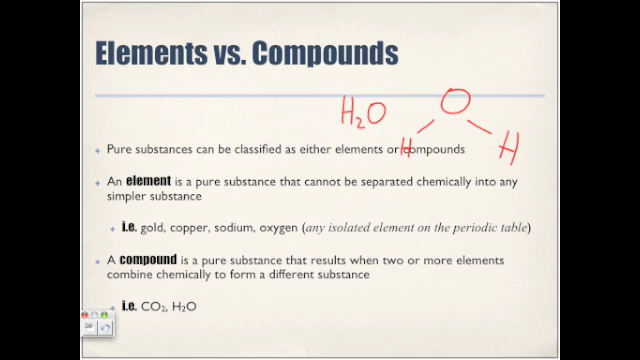 Elements vs. Compounds
H₂O
O
H H
Pure substances can be classified as either elements or compounds
An element is a pure substance that cannot be separated chemically into any
simpler substance
i.e. gold, copper, sodium, oxygen (any isolated element on the periodic table)
A compound is a pure substance that results when two or more elements
combine chemically to form a different substance
i.e. CO₂, H₂O